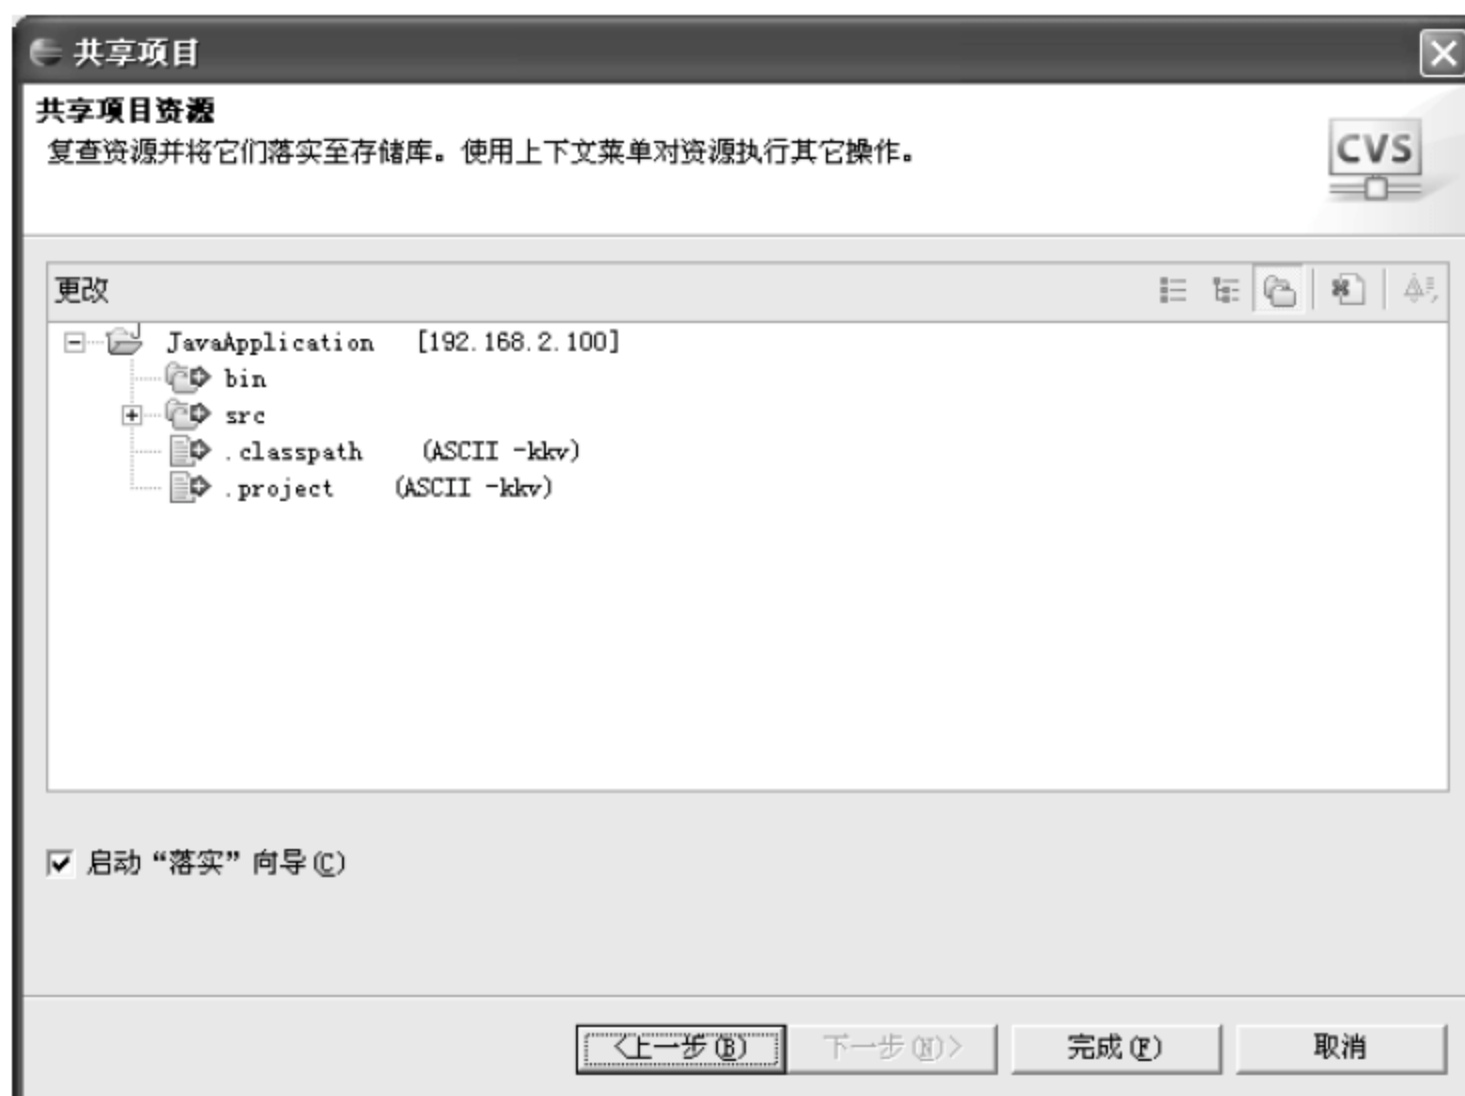 共享项目
共享项目资源
复查资源并将它们落实至存储库。使用上下文菜单对资源执行其它操作。
CVS
更改
JavaApplication [192.168.2.100]
bin
src
.classpath (ASCII -kkv)
.project (ASCII -kkv)
启动“落实”向导(C)
<上一步(B) 下一步(N)> 完成(F) 取消